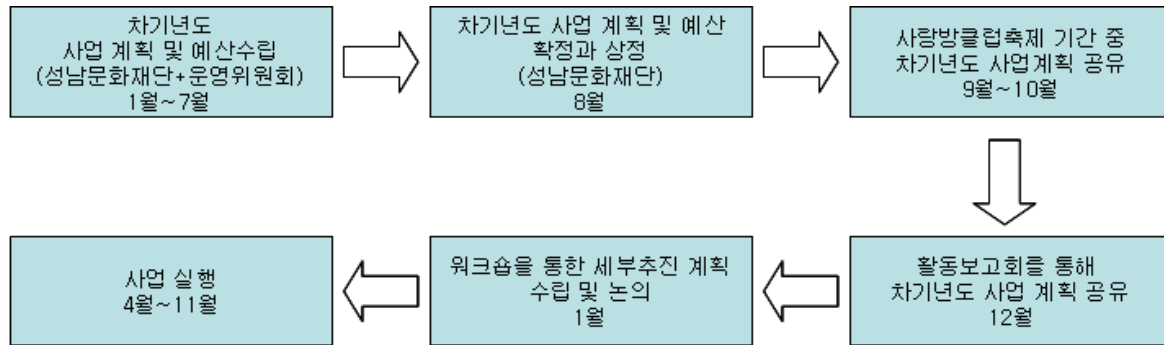 차기년도
사업 계획 및 예산수립
(성남문화재단+운영위원회)
1월~7월
차기년도 사업 계획 및 예산
확정과 상정
(성남문화재단)
8월
사랑방클럽축제 기간 중
차기년도 사업계획 공유
9월~10월
활동보고회를 통해
차기년도 사업 계획 공유
12월
워크숍을 통한 세부추진 계획
수립 및 논의
1월
사업 실행
4월~11월